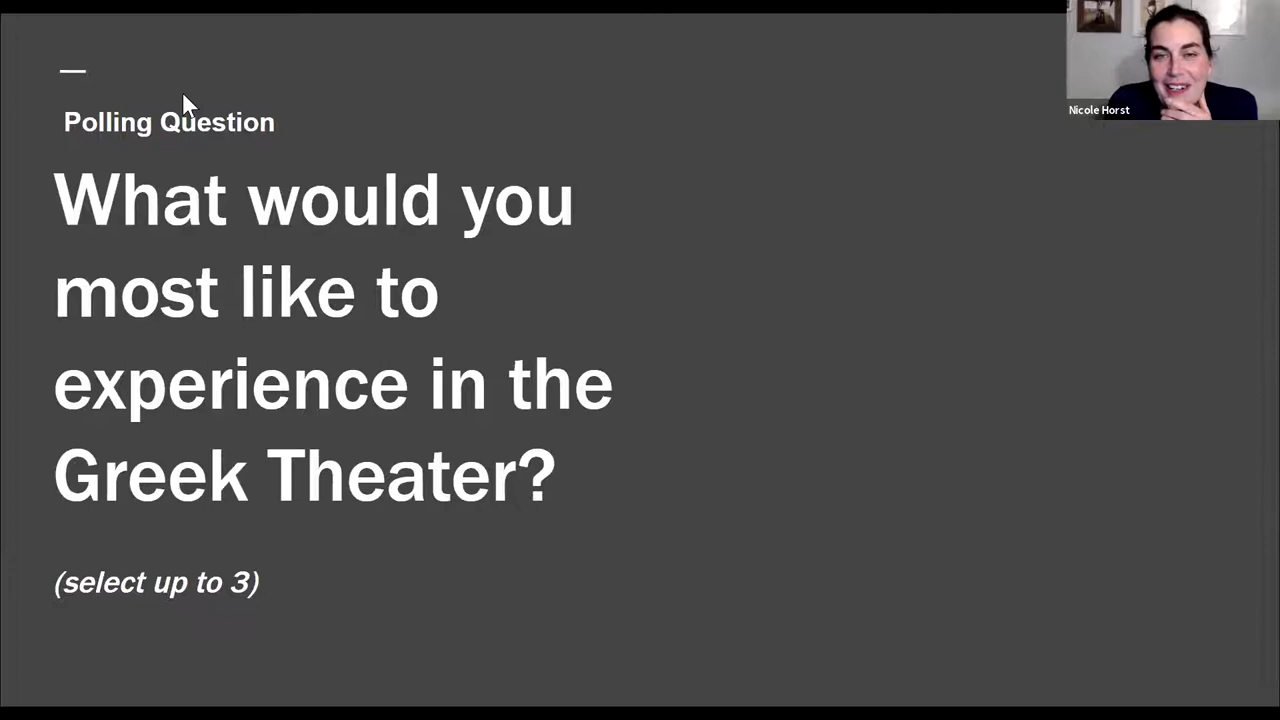 Nicole Horst
Polling Question
What would you
most like to
experience in the
Greek Theater?
(select up to 3)